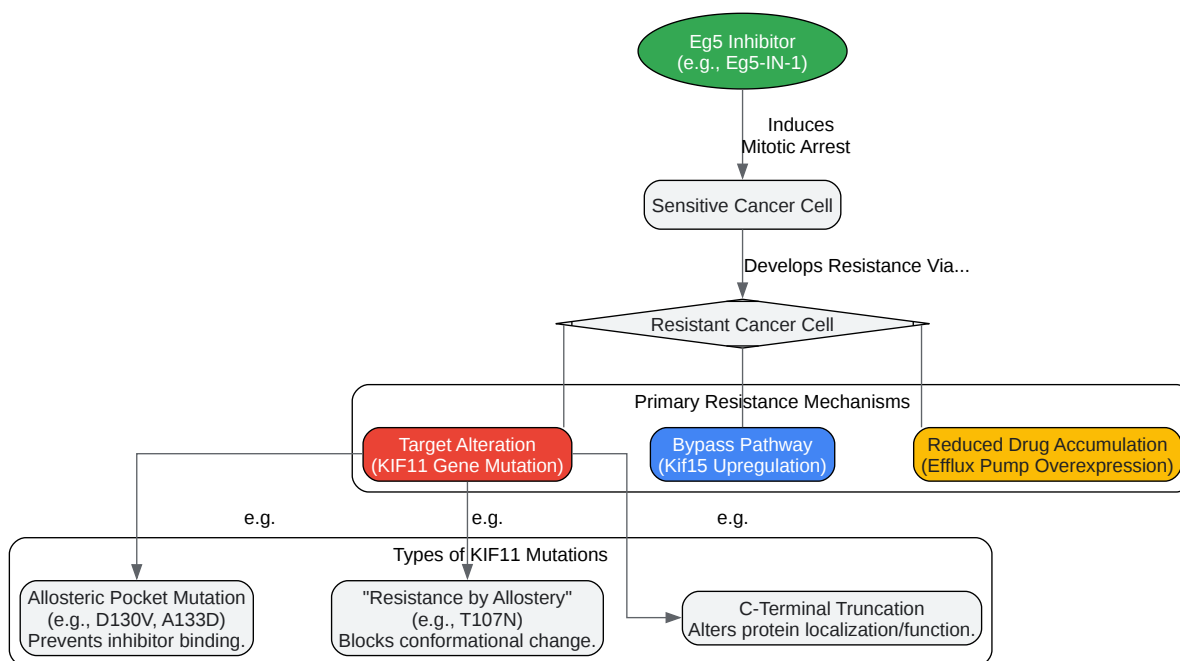 Eg5 Inhibitor
(e.g., Eg5-IN-1)
Induces
Mitotic Arrest
Sensitive Cancer Cell
Develops Resistance Via...
Resistant Cancer Cell
Primary Resistance Mechanisms
Target Alteration
(KIF11 Gene Mutation)
Bypass Pathway
(Kif15 Upregulation)
Reduced Drug Accumulation
(Efflux Pump Overexpression)
e.g.
e.g.
e.g.
Types of KIF11 Mutations
Allosteric Pocket Mutation
(e.g., D130V, A133D)
Prevents inhibitor binding.
"Resistance by Allostery"
(e.g., T107N)
Blocks conformational change.
C-Terminal Truncation
Alters protein localization/function.